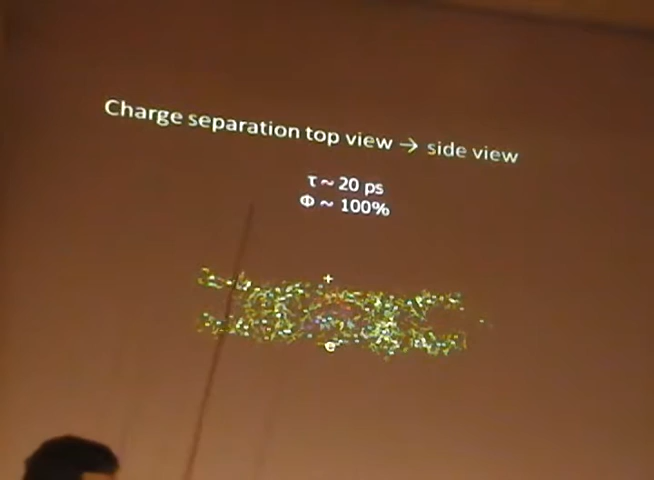 Charge separation top view → side view
τ ~ 20 ps
Φ ~ 100%
+